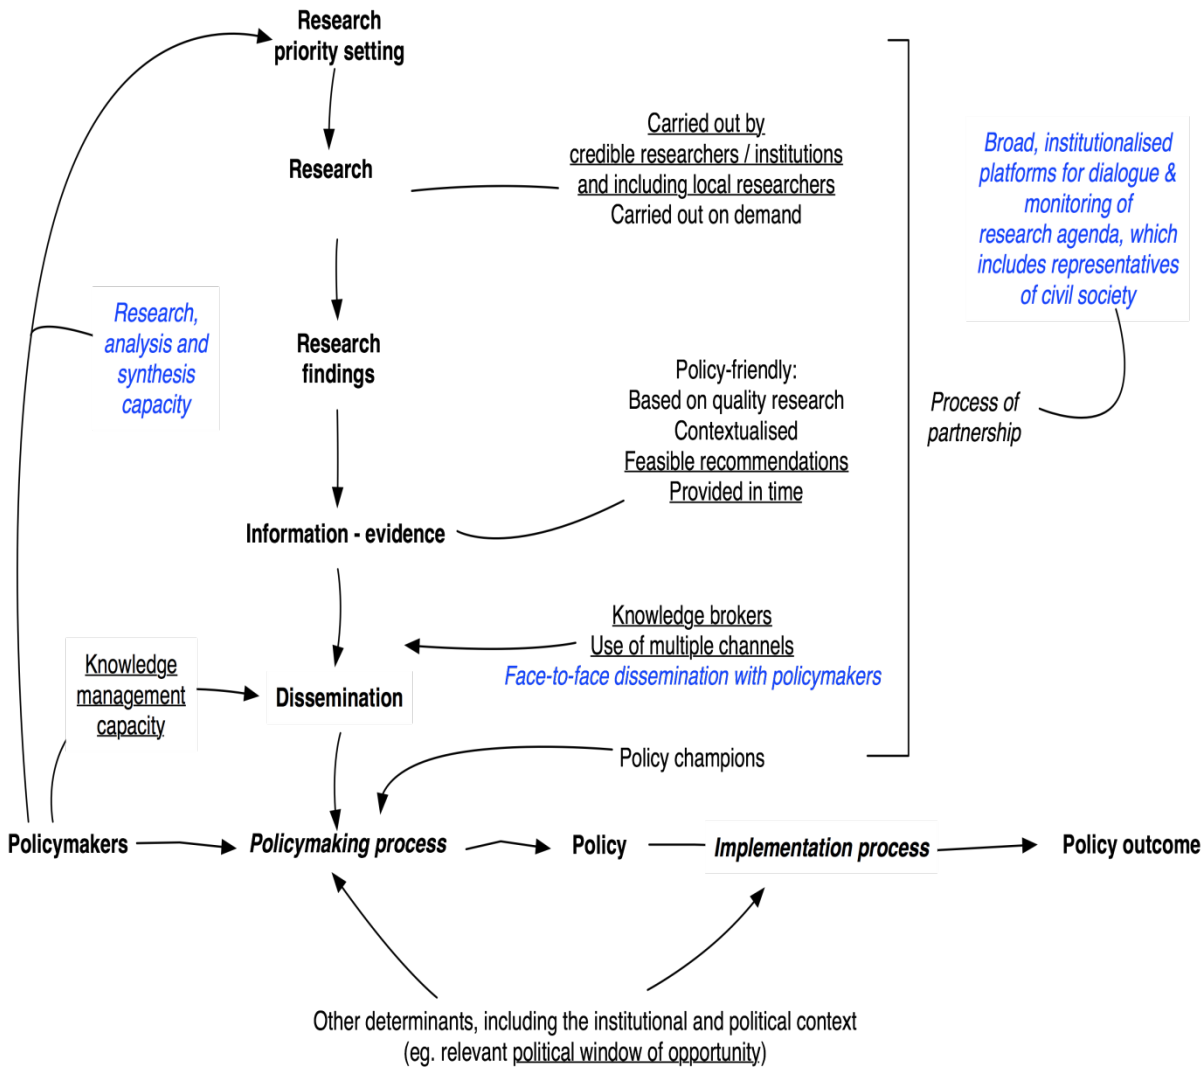 Research
priority setting
Research
Carried out by
credible researchers / institutions
and including local researchers
Carried out on demand
Broad, institutionalised
platforms for dialogue &
monitoring of
research agenda, which
includes representatives
of civil society
Research,
analysis and
synthesis
capacity
Research
findings
Policy-friendly:
Based on quality research
Contextualised
Feasible recommendations
Provided in time
Process of
partnership
Information - evidence
Knowledge brokers
Use of multiple channels
Face-to-face dissemination with policymakers
Knowledge
management
capacity
Dissemination
Policy champions
Policymakers
Policymaking process
Policy
Implementation process
Policy outcome
Other determinants, including the institutional and political context
(eg. relevant political window of opportunity)